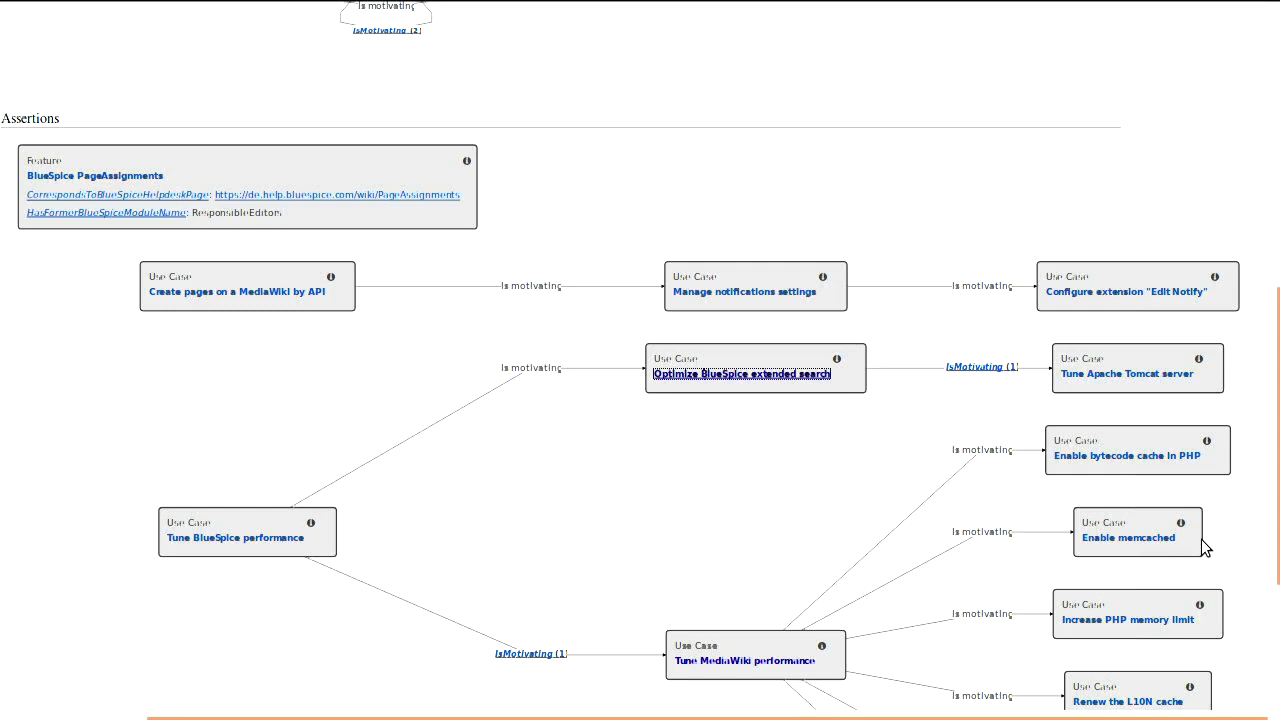 Is motivating
IsMotivating (2)
Assertions
Feature
BlueSpice PageAssignments
CorrespondsToBlueSpiceHelpdeskPage: https://de.help.bluespice.com/wiki/PageAssignments
HasFormerBlueSpiceModuleName: ResponsibleEditors
Use Case
Create pages on a MediaWiki by API
Is motivating
Use Case
Manage notifications settings
Is motivating
Use Case
Configure extension "Edit Notify"
Is motivating
Use Case
Optimize BlueSpice extended search
IsMotivating (1)
Use Case
Tune Apache Tomcat server
Is motivating
Use Case
Enable bytecode cache in PHP
Use Case
Tune BlueSpice performance
Is motivating
Use Case
Enable memcached
Is motivating
Use Case
Increase PHP memory limit
IsMotivating (1)
Use Case
Tune MediaWiki performance
Is motivating
Use Case
Renew the L10N cache